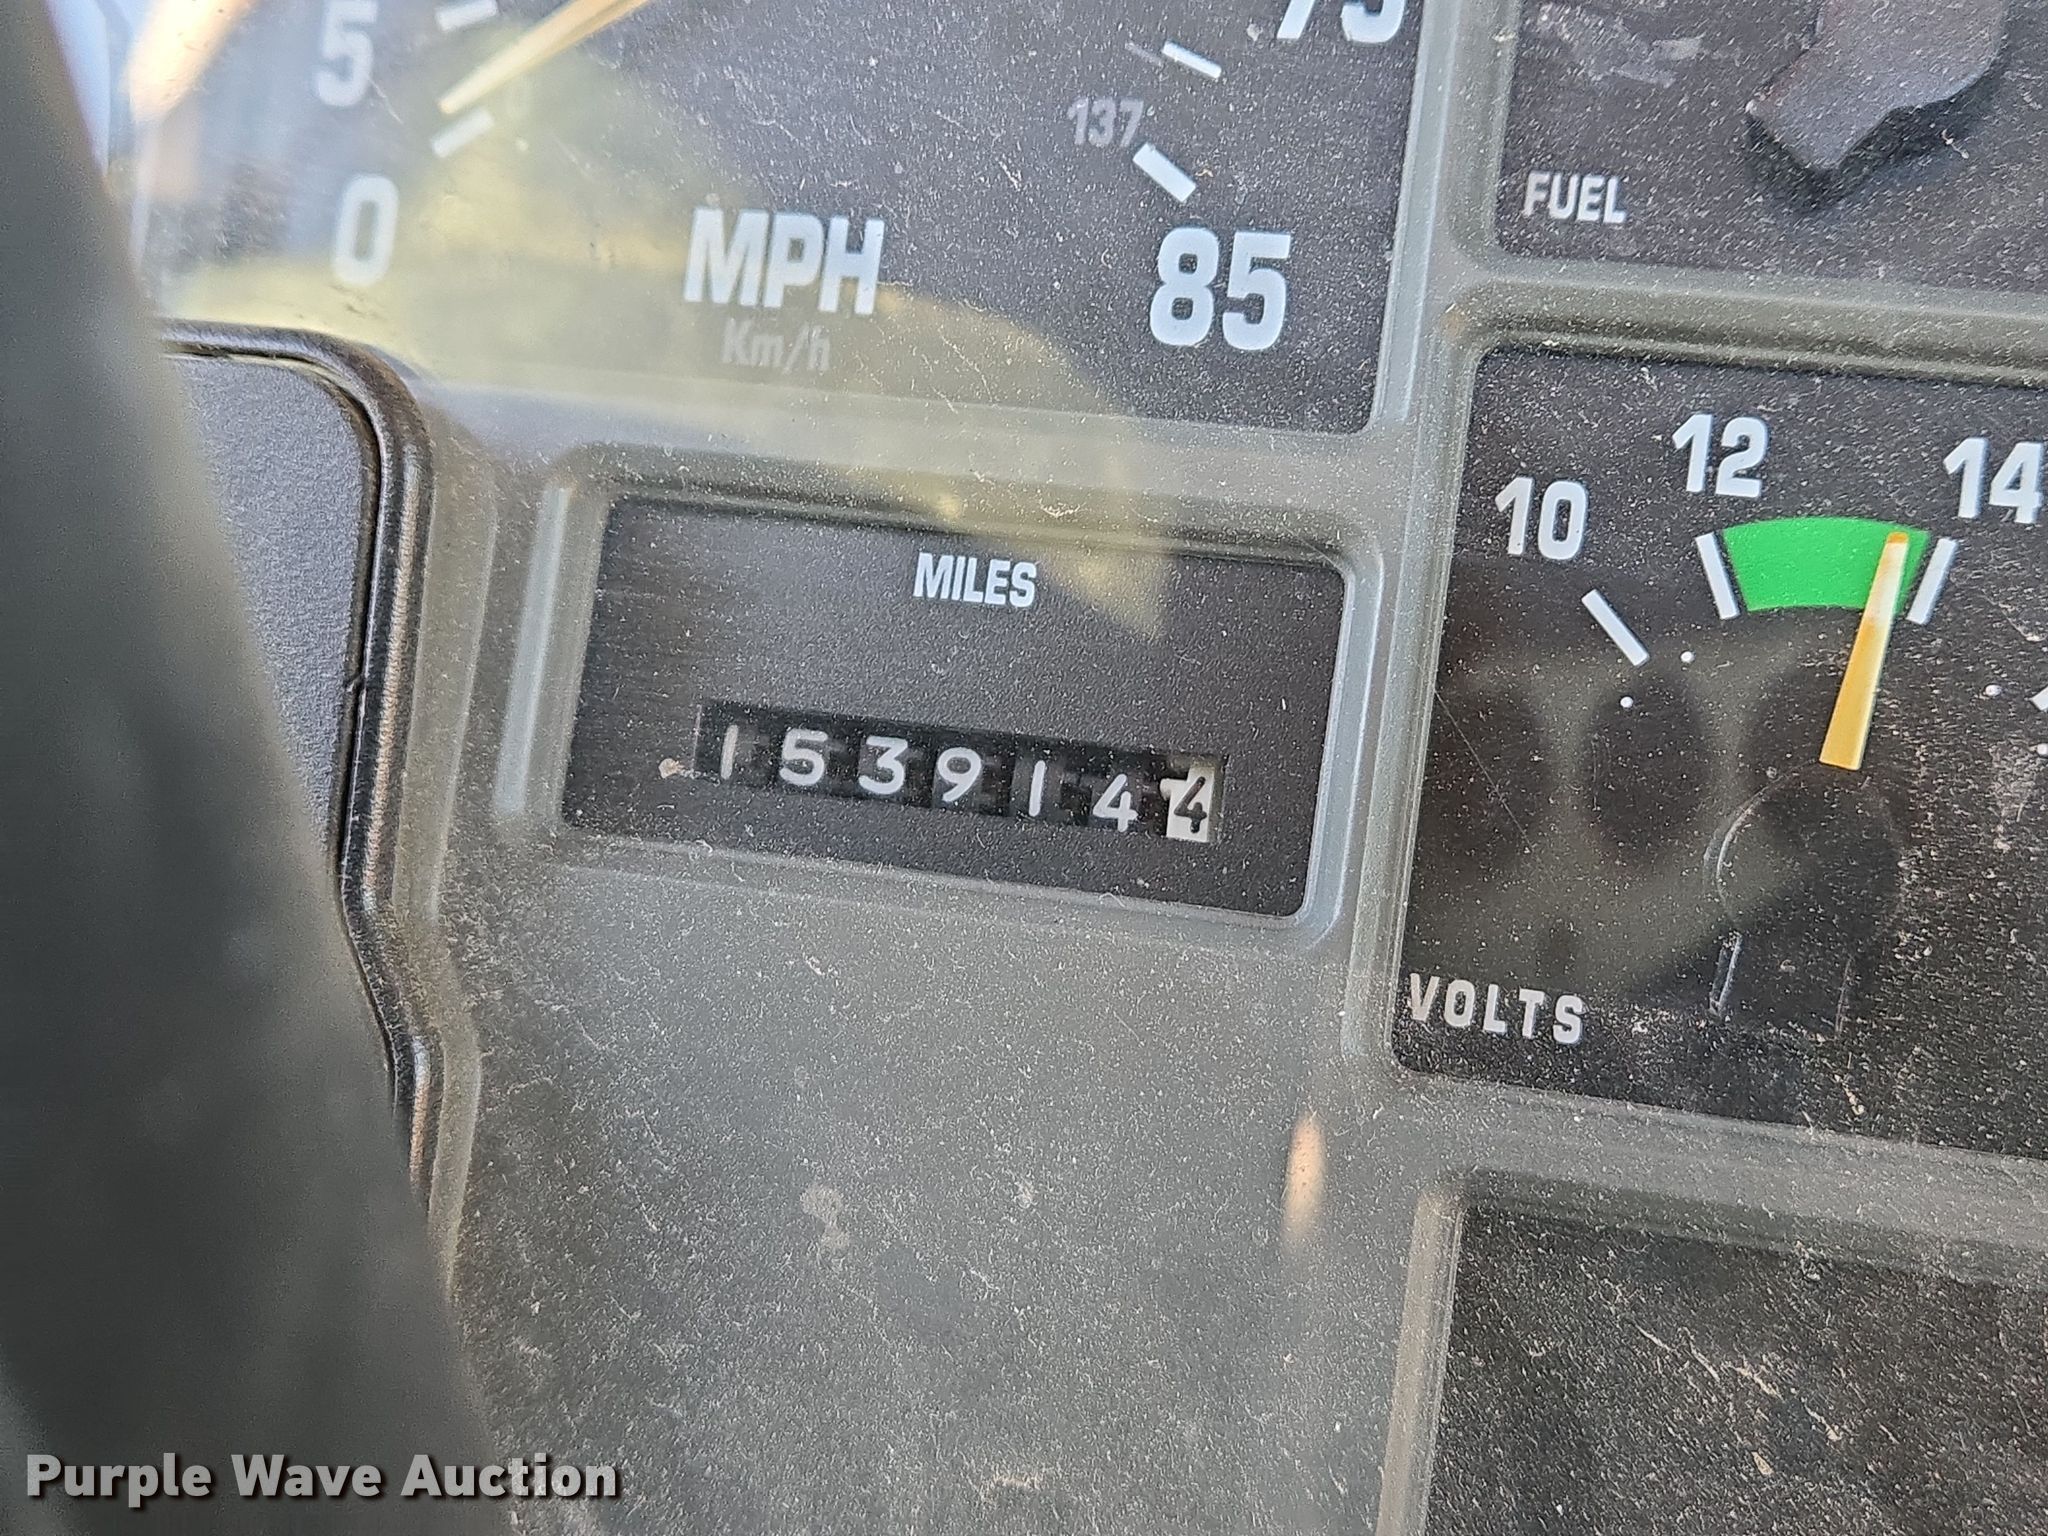 5
75
137
0
MPH
Km/h
85
FUEL
MILES
1539144
10
12
14
VOLTS
Purple Wave Auction